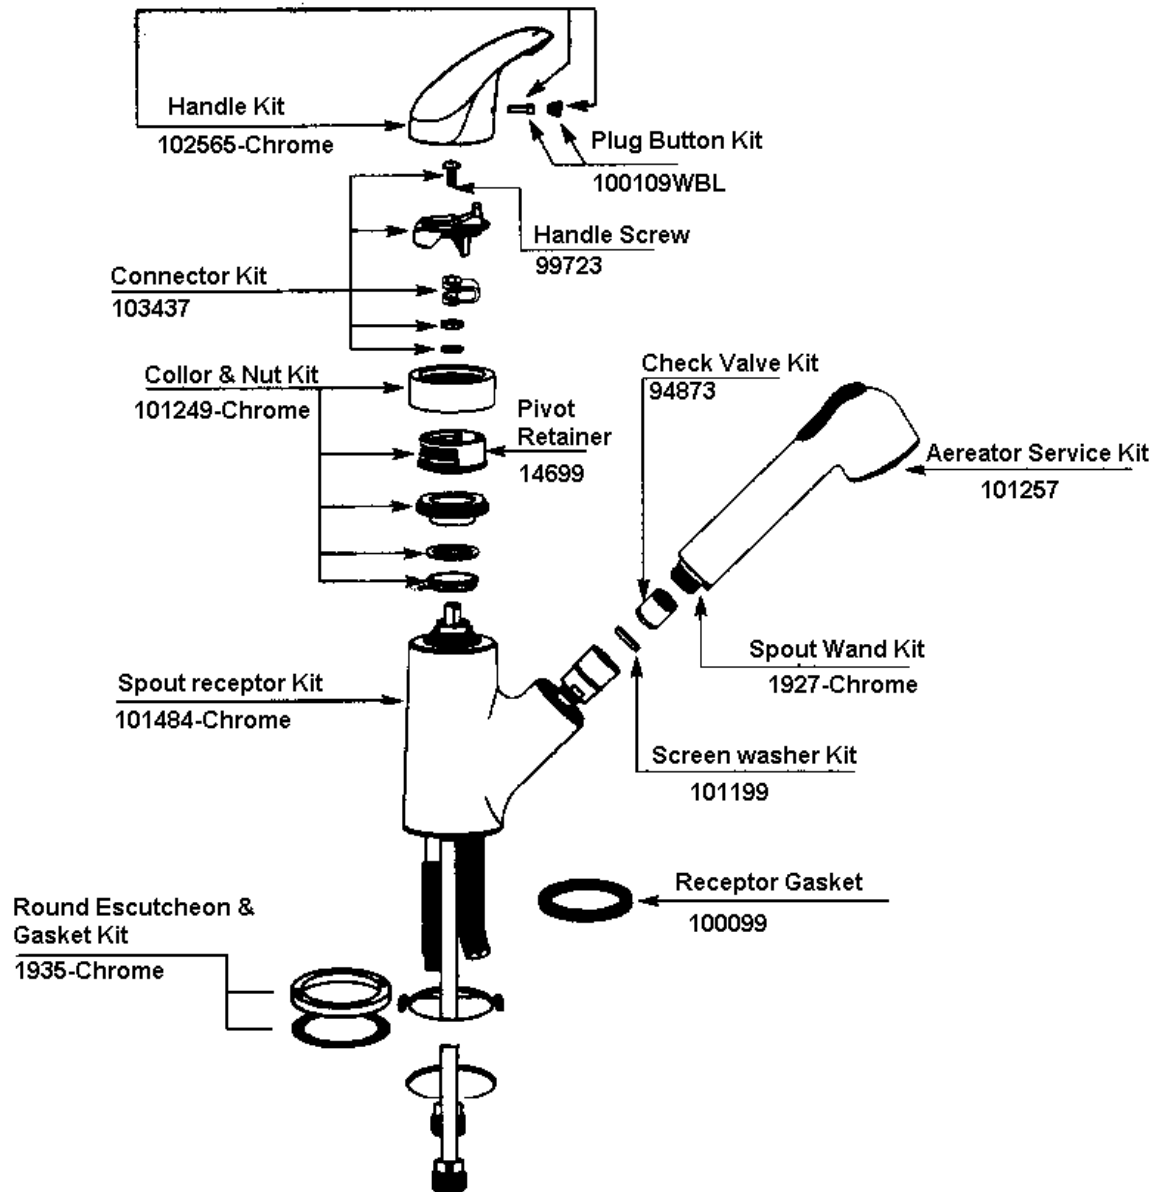 Handle Kit
102565-Chrome
Plug Button Kit
100109WBL
Handle Screw
99723
Connector Kit
103437
Check Valve Kit
94873
Collor & Nut Kit
101249-Chrome
Pivot
Retainer
14699
Aereator Service Kit
101257
Spout Wand Kit
1927-Chrome
Spout receptor Kit
101484-Chrome
Screen washer Kit
101199
Receptor Gasket
100099
Round Escutcheon &
Gasket Kit
1935-Chrome